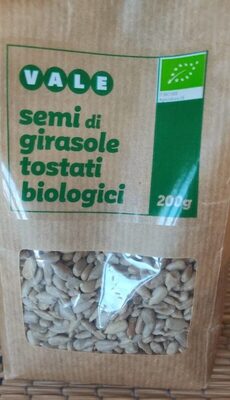 VALE
semi di
girasole
tostati
biologici
200g